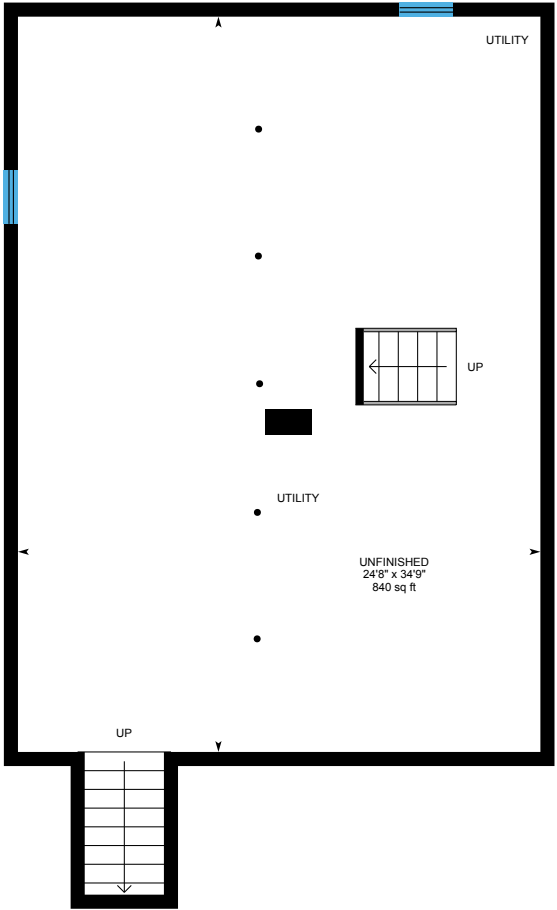 UTILITY
UP
UTILITY
UNFINISHED
24'8" x 34'9"
840 sq ft
UP